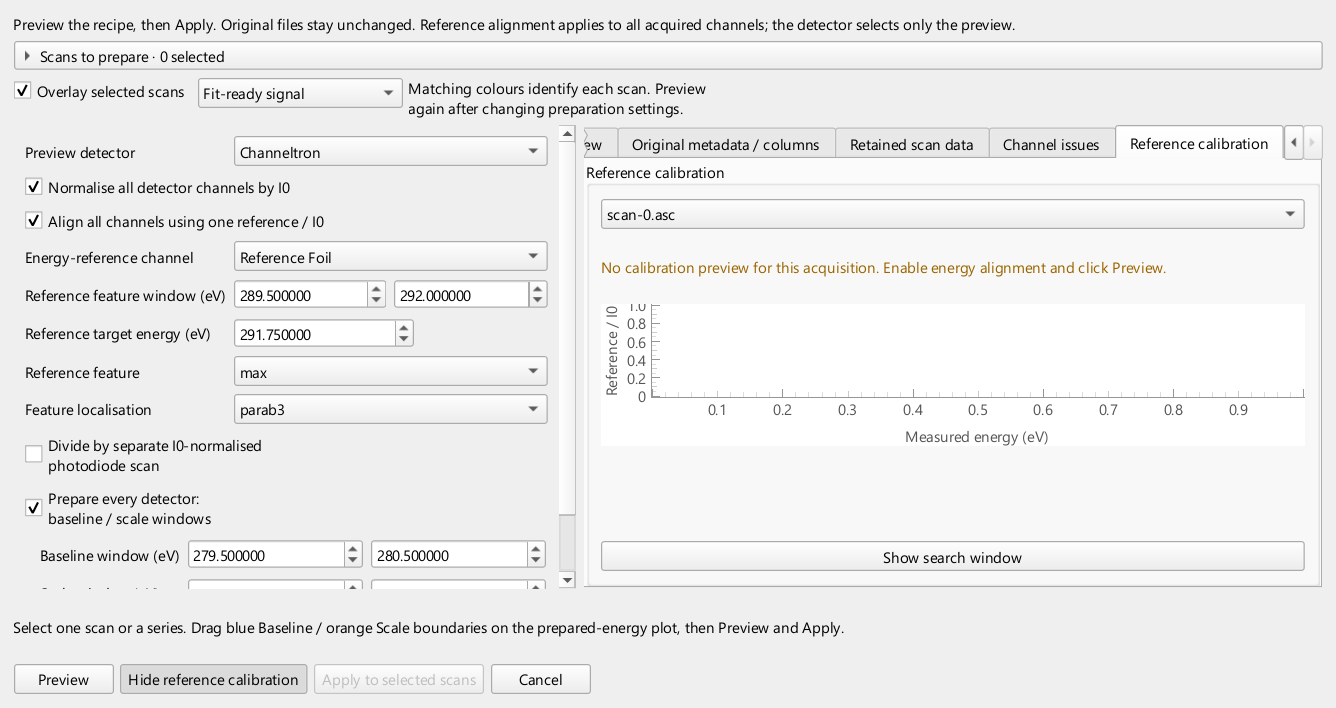 Preview the recipe, then Apply. Original files stay unchanged. Reference alignment applies to all acquired channels; the detector selects only the preview.
Scans to prepare · 0 selected
Overlay selected scans
Fit-ready signal
Matching colours identify each scan. Preview
again after changing preparation settings.
Preview detector
Channeltron
Normalise all detector channels by I0
Align all channels using one reference / I0
Energy-reference channel
Reference Foil
Reference feature window (eV)
289.500000
292.000000
Reference target energy (eV)
291.750000
Reference feature
max
Feature localisation
parab3
Divide by separate I0-normalised
photodiode scan
Prepare every detector:
baseline / scale windows
Baseline window (eV)
279.500000
280.500000
ew
Original metadata / columns
Retained scan data
Channel issues
Reference calibration
Reference calibration
scan-0.asc
No calibration preview for this acquisition. Enable energy alignment and click Preview.
Reference / I0
1.0
0.8
0.6
0.4
0.2
0
0.1 0.2 0.3 0.4 0.5 0.6 0.7 0.8 0.9
Measured energy (eV)
Show search window
Select one scan or a series. Drag blue Baseline / orange Scale boundaries on the prepared-energy plot, then Preview and Apply.
Preview
Hide reference calibration
Apply to selected scans
Cancel